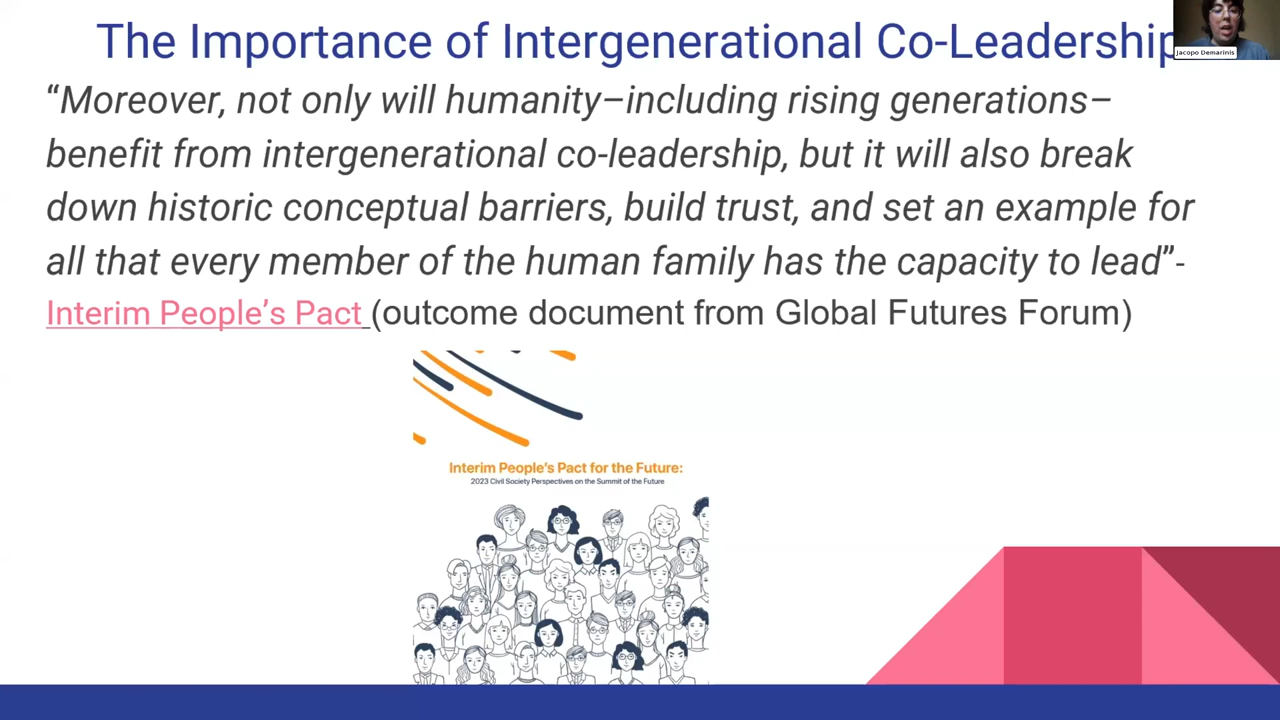 The Importance of Intergenerational Co-Leadership
Jacopo Demarinis
“Moreover, not only will humanity–including rising generations–
benefit from intergenerational co-leadership, but it will also break
down historic conceptual barriers, build trust, and set an example for
all that every member of the human family has the capacity to lead”-
Interim People’s Pact (outcome document from Global Futures Forum)
Interim People’s Pact for the Future:
2023 Civil Society Perspectives on the Summit of the Future